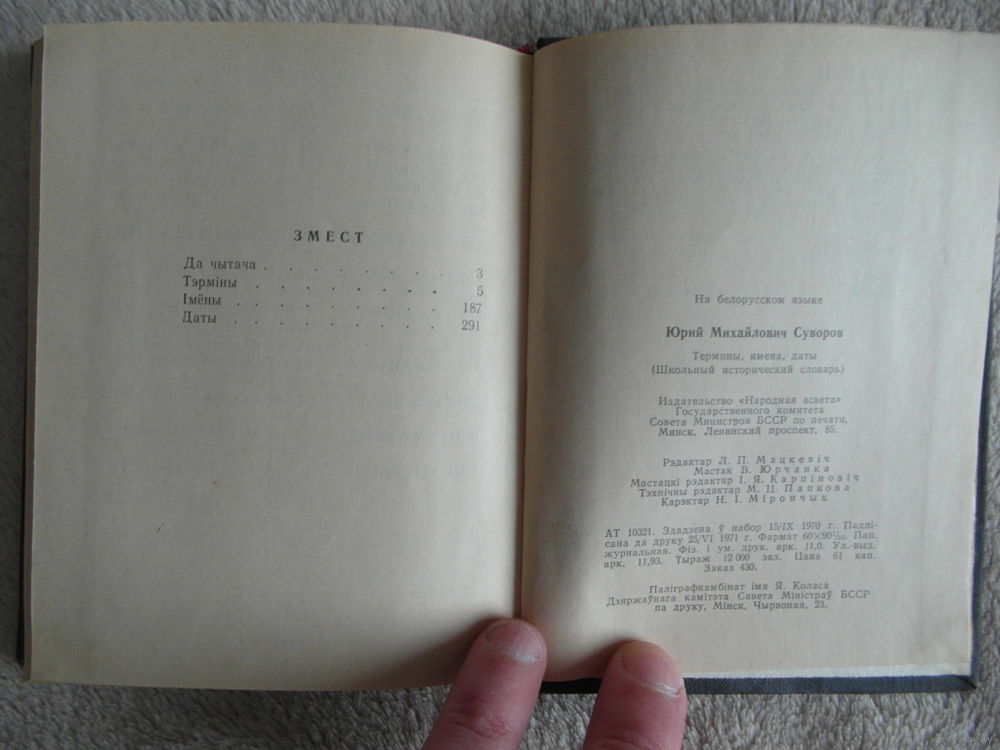 ЗМЕСТ
Да чытача . . . . . . . . 3
Тэрміны . . . . . . . . 5
Імёны . . . . . . . . . 187
Даты . . . . . . . . . 291
На белорусском языке
Юрий Михайлович Суворов
Термины, имена, даты
(Школьный исторический словарь)
Издательство «Народная асвета»
Государственного комитета
Совета Министров БССР по печати,
Минск, Ленинский проспект, 85.
Рэдактар Л. П. Мацкевіч
Мастак В. Юрчанка
Мастацкі рэдактар І. Я. Карпіновіч
Тэхнічны рэдактар М. Ц. Папкова
Карэктар Н. І. Мірончык
АТ 10321. Здадзена ў набор 15/IX 1970 г. Падпі-
сана да друку 25/VI 1971 г. Фармат 60×90¹/₃₂. Пап.
журнальная. Фіз. і ум. друк. арк. 11,0. Ул.-выд.
арк. 11,93. Тыраж 12 000 экз. Цана 61 кап.
Заказ 430.
Паліграфкамбінат імя Я. Коласа
Дзяржаўнага камітэта Савета Міністраў БССР
па друку. Мінск, Чырвоная, 23.